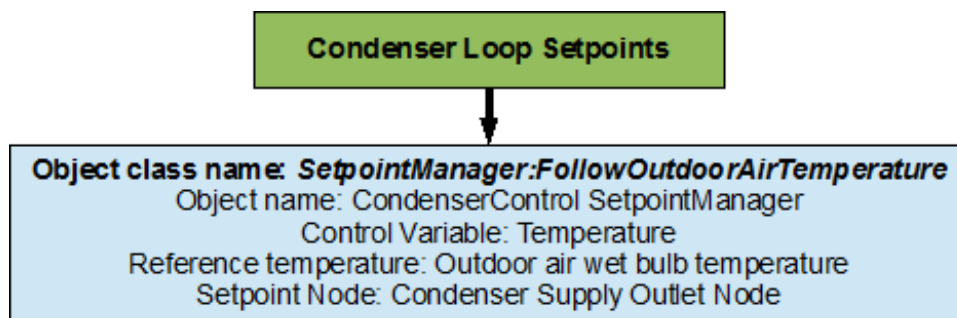 Condenser Loop Setpoints
Object class name: SetpointManager:FollowOutdoorAirTemperature
Object name: CondenserControl SetpointManager
Control Variable: Temperature
Reference temperature: Outdoor air wet bulb temperature
Setpoint Node: Condenser Supply Outlet Node